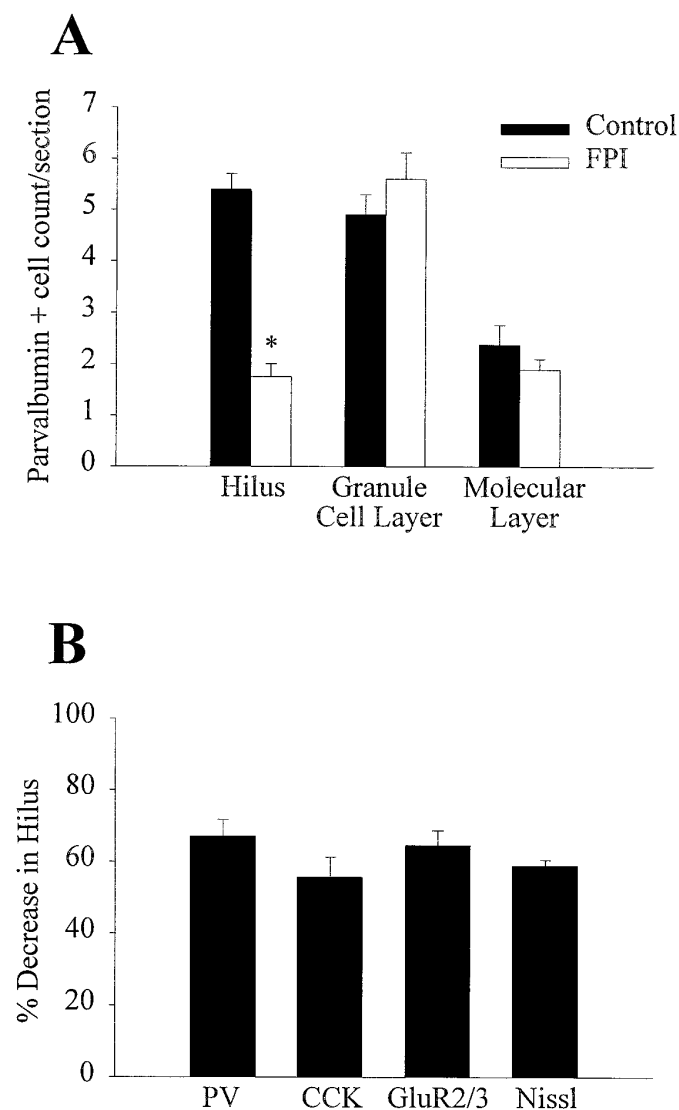 A
Parvalbumin + cell count/section
7
6
5
4
3
2
1
0
Control
FPI
*
Hilus
Granule
Cell Layer
Molecular
Layer
B
% Decrease in Hilus
100
80
60
40
20
0
PV
CCK
GluR2/3
Nissl